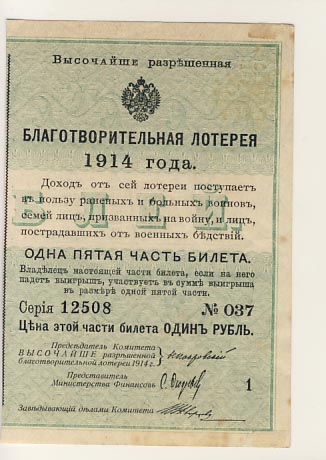 Высочайше разрѣшенная
БЛАГОТВОРИТЕЛЬНАЯ ЛОТЕРЕЯ
1914 года.
Доходъ отъ сей лотереи поступаетъ
въ пользу раненыхъ и больныхъ воиновъ,
семей лицъ, призванныхъ на войну, и лицъ,
пострадавшихъ отъ военныхъ бѣдствій.
ОДНА ПЯТАЯ ЧАСТЬ БИЛЕТА.
Владѣлецъ настоящей части билета, если на него
падетъ выигрышъ, участвуетъ въ суммѣ выигрыша
въ размѣрѣ одной пятой части.
Серія 12508 № 037
Цѣна этой части билета ОДИНЪ РУБЛЬ.
Предсѣдатель Комитета
ВЫСОЧАЙШЕ разрѣшенной
благотворительной лотереи 1914 г.
Представитель
Министерства Финансовъ
1
Завѣдывающій дѣлами Комитета